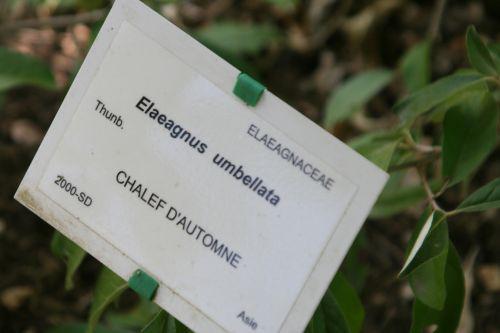 ELAEAGNACEAE
Elaeagnus umbellata
Thunb.
CHALEF D'AUTOMNE
2000-SD
Asie